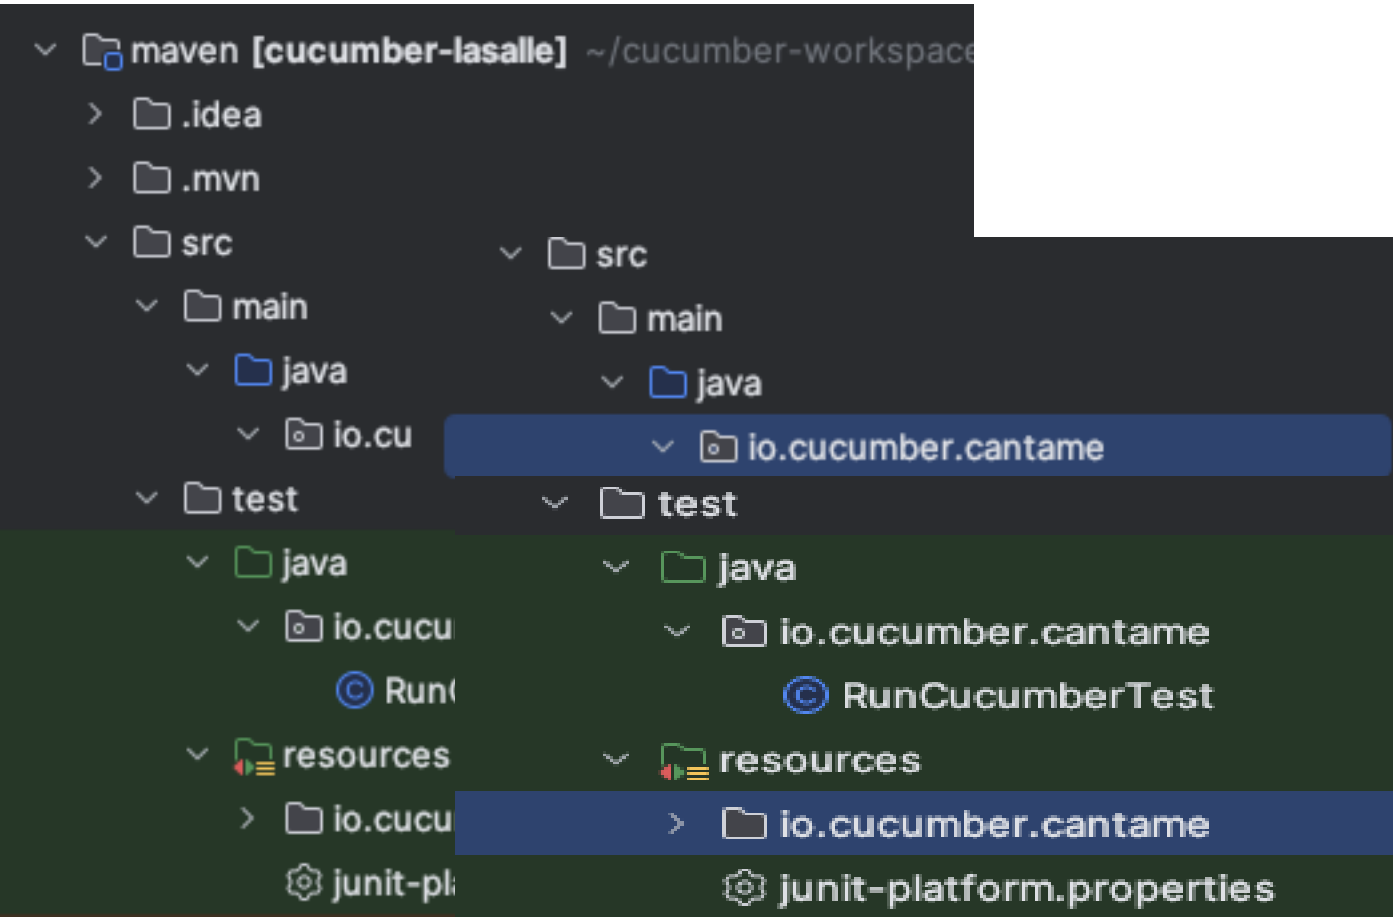 maven [cucumber-lasalle] ~/cucumber-workspace
.idea
.mvn
src
main
java
io.cu
test
java
io.cucu
Run
resources
io.cucu
junit-pl
src
main
java
io.cucumber.cantame
test
java
io.cucumber.cantame
RunCucumberTest
resources
io.cucumber.cantame
junit-platform.properties